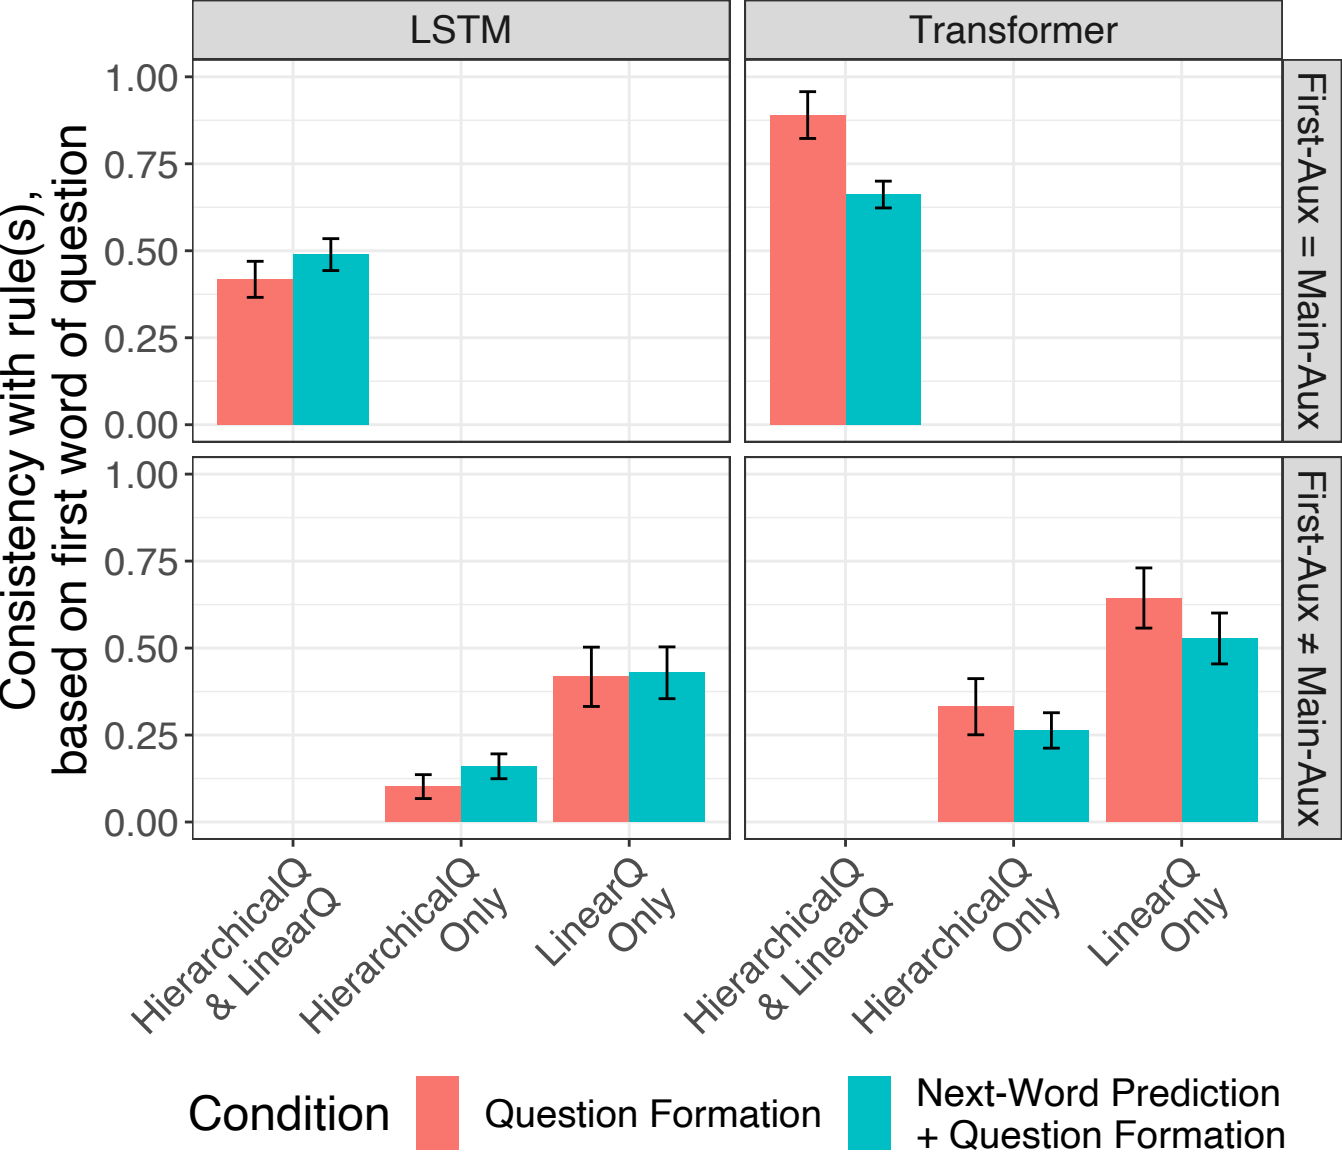 LSTM
Transformer
Consistency with rule(s),
based on first word of question
1.00
0.75
0.50
0.25
0.00
First-Aux = Main-Aux
1.00
0.75
0.50
0.25
0.00
First-Aux ≠ Main-Aux
HierarchicalQ
& LinearQ
HierarchicalQ
Only
LinearQ
Only
HierarchicalQ
& LinearQ
HierarchicalQ
Only
LinearQ
Only
Condition
Question Formation
Next-Word Prediction
+ Question Formation